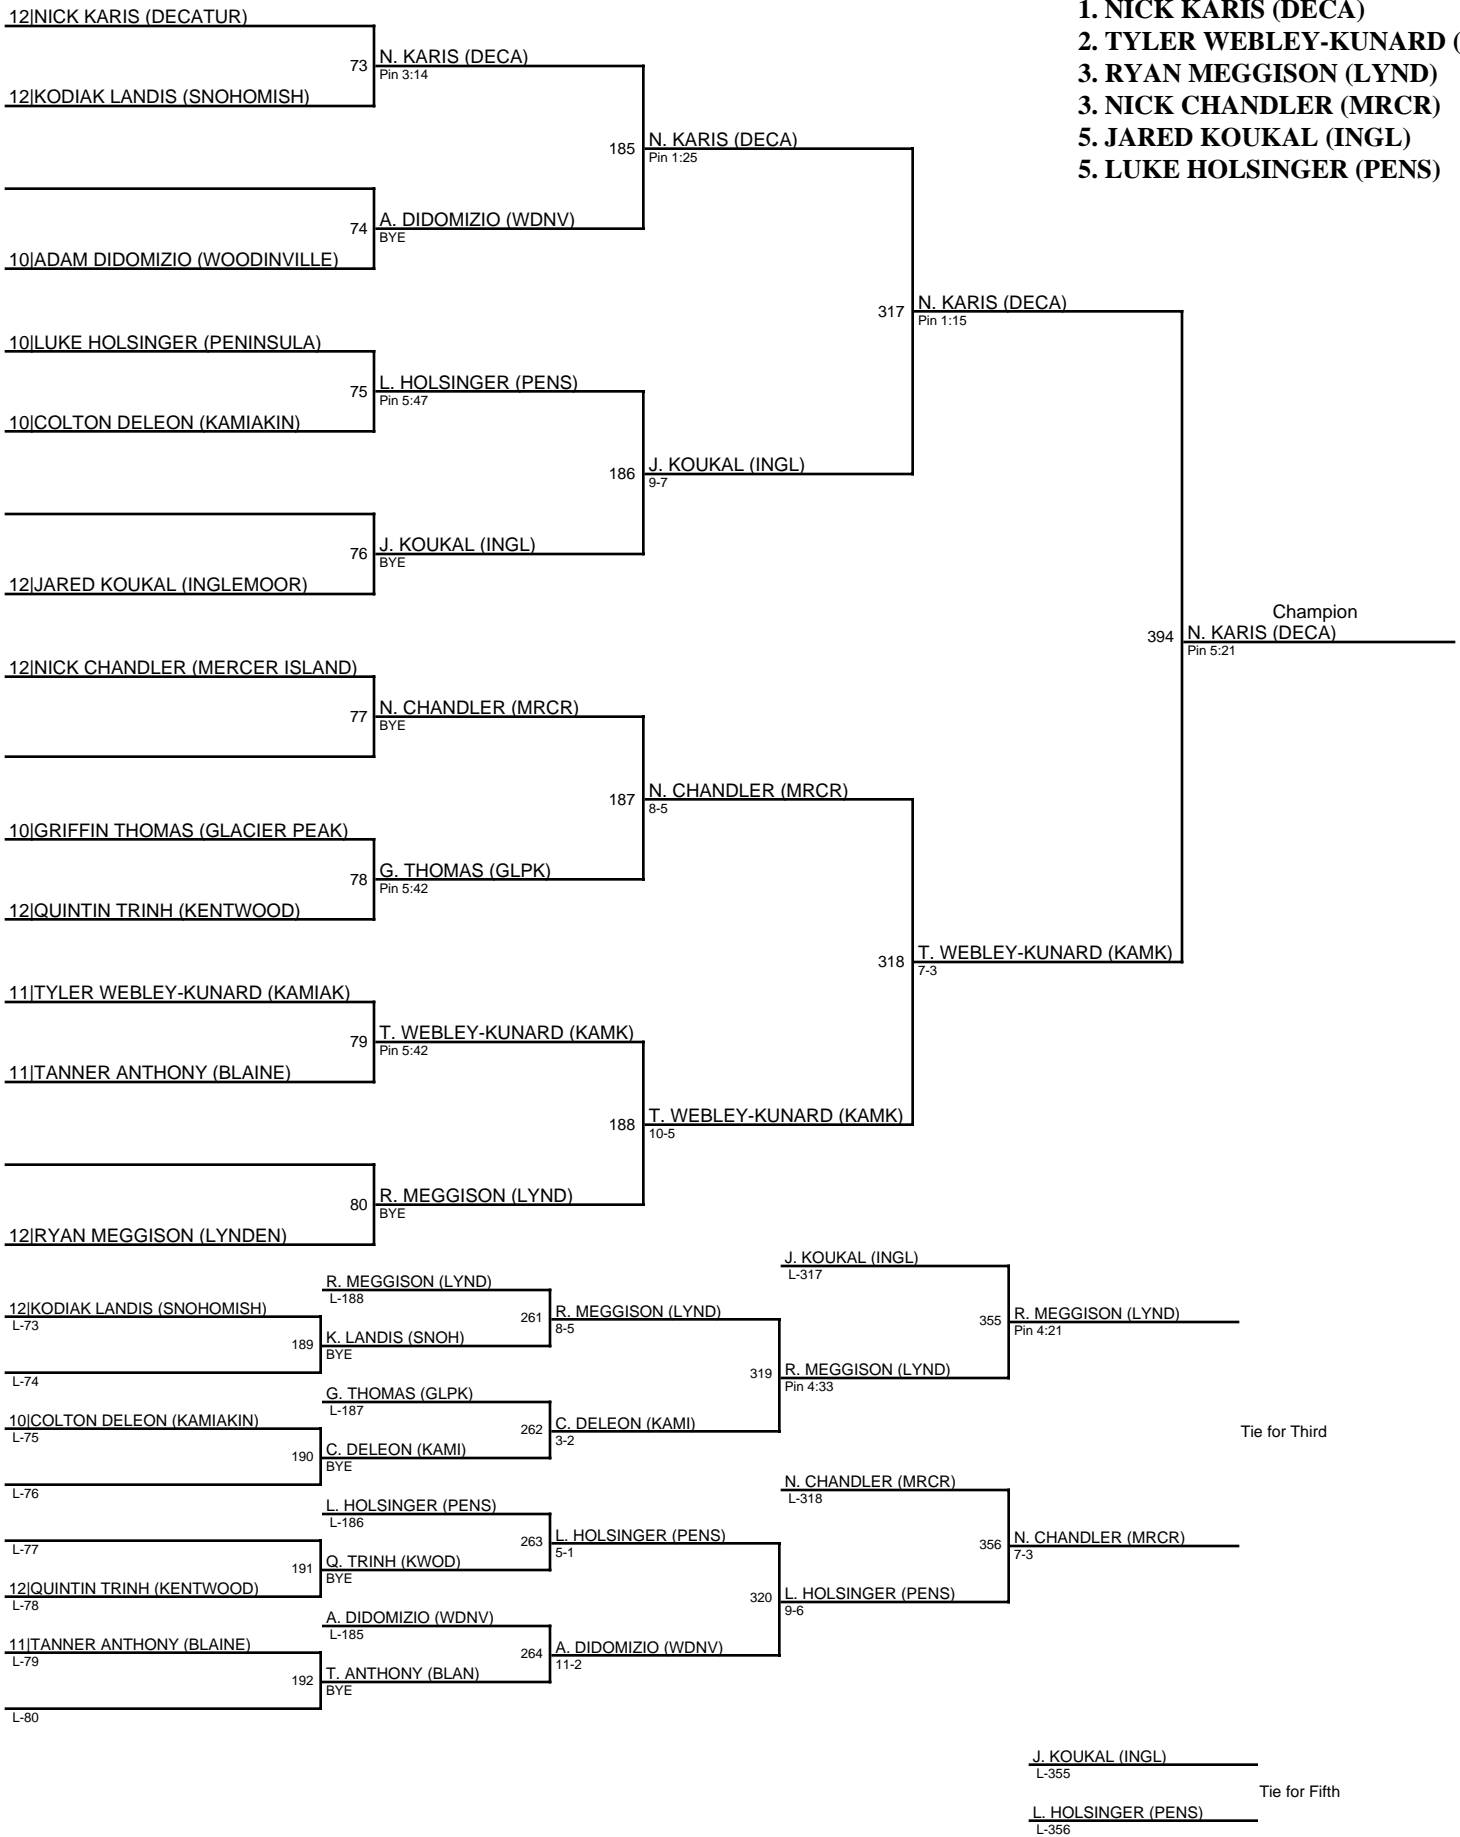 1. NICK KARIS (DECA)
2. TYLER WEBLEY-KUNARD (
3. RYAN MEGGISON (LYND)
3. NICK CHANDLER (MRCR)
5. JARED KOUKAL (INGL)
5. LUKE HOLSINGER (PENS)
12|NICK KARIS (DECATUR)
73 N. KARIS (DECA)
Pin 3:14
12|KODIAK LANDIS (SNOHOMISH)
185 N. KARIS (DECA)
Pin 1:25
74 A. DIDOMIZIO (WDNV)
BYE
10|ADAM DIDOMIZIO (WOODINVILLE)
317 N. KARIS (DECA)
Pin 1:15
10|LUKE HOLSINGER (PENINSULA)
75 L. HOLSINGER (PENS)
Pin 5:47
10|COLTON DELEON (KAMIAKIN)
186 J. KOUKAL (INGL)
9-7
76 J. KOUKAL (INGL)
BYE
12|JARED KOUKAL (INGLEMOOR)
Champion
394 N. KARIS (DECA)
Pin 5:21
12|NICK CHANDLER (MERCER ISLAND)
77 N. CHANDLER (MRCR)
BYE
187 N. CHANDLER (MRCR)
8-5
10|GRIFFIN THOMAS (GLACIER PEAK)
78 G. THOMAS (GLPK)
Pin 5:42
12|QUINTIN TRINH (KENTWOOD)
318 T. WEBLEY-KUNARD (KAMK)
7-3
11|TYLER WEBLEY-KUNARD (KAMIAK)
79 T. WEBLEY-KUNARD (KAMK)
Pin 5:42
11|TANNER ANTHONY (BLAINE)
188 T. WEBLEY-KUNARD (KAMK)
10-5
80 R. MEGGISON (LYND)
BYE
12|RYAN MEGGISON (LYNDEN)
J. KOUKAL (INGL)
L-317
R. MEGGISON (LYND)
L-188
12|KODIAK LANDIS (SNOHOMISH)
L-73
261 R. MEGGISON (LYND)
8-5
355 R. MEGGISON (LYND)
Pin 4:21
189 K. LANDIS (SNOH)
BYE
L-74
319 R. MEGGISON (LYND)
Pin 4:33
G. THOMAS (GLPK)
L-187
10|COLTON DELEON (KAMIAKIN)
L-75
262 C. DELEON (KAMI)
3-2
Tie for Third
190 C. DELEON (KAMI)
BYE
L-76
N. CHANDLER (MRCR)
L-318
L. HOLSINGER (PENS)
L-186
L-77
263 L. HOLSINGER (PENS)
5-1
356 N. CHANDLER (MRCR)
7-3
191 Q. TRINH (KWOD)
BYE
12|QUINTIN TRINH (KENTWOOD)
L-78
320 L. HOLSINGER (PENS)
9-6
A. DIDOMIZIO (WDNV)
L-185
11|TANNER ANTHONY (BLAINE)
L-79
264 A. DIDOMIZIO (WDNV)
11-2
192 T. ANTHONY (BLAN)
BYE
L-80
J. KOUKAL (INGL)
L-355
Tie for Fifth
L. HOLSINGER (PENS)
L-356